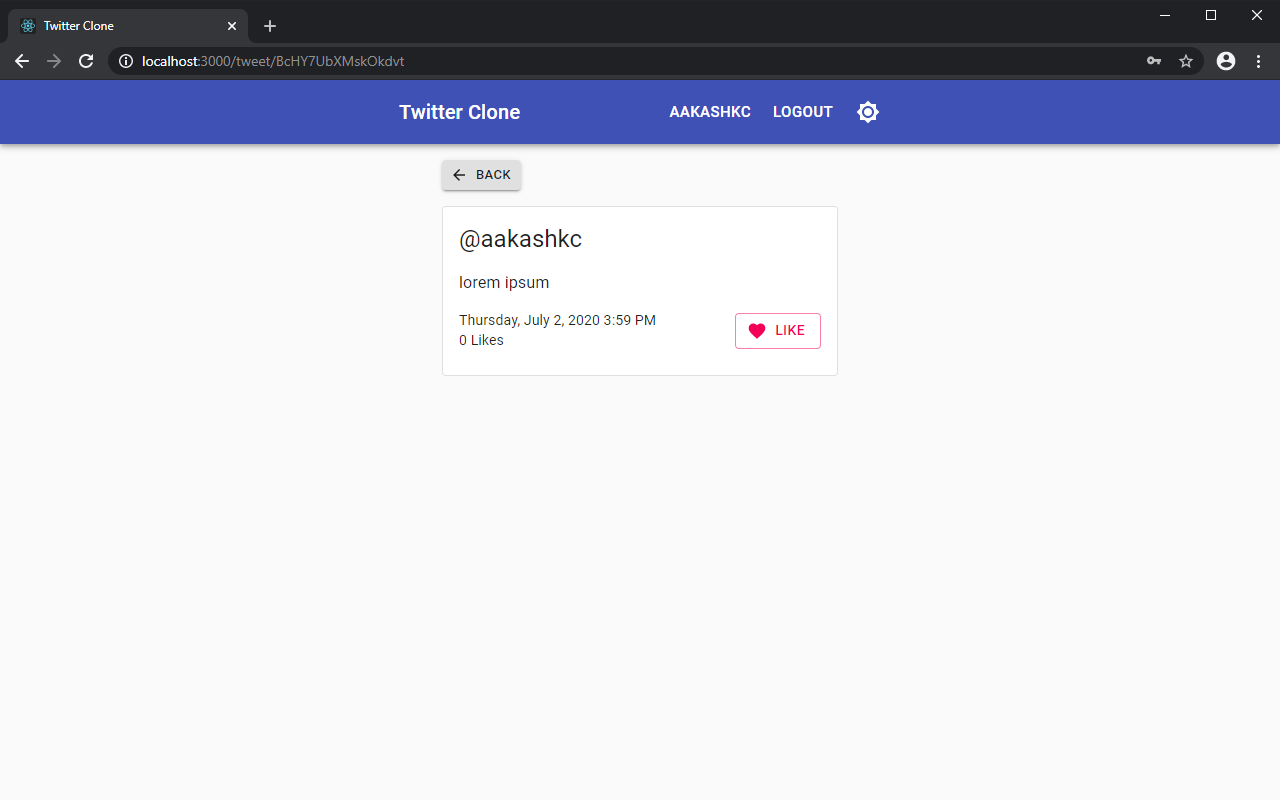 Twitter Clone
localhost:3000/tweet/BcHY7UbXMskOkdvt
Twitter Clone AAKASHKC LOGOUT
BACK
@aakashkc
lorem ipsum
Thursday, July 2, 2020 3:59 PM
0 Likes
LIKE